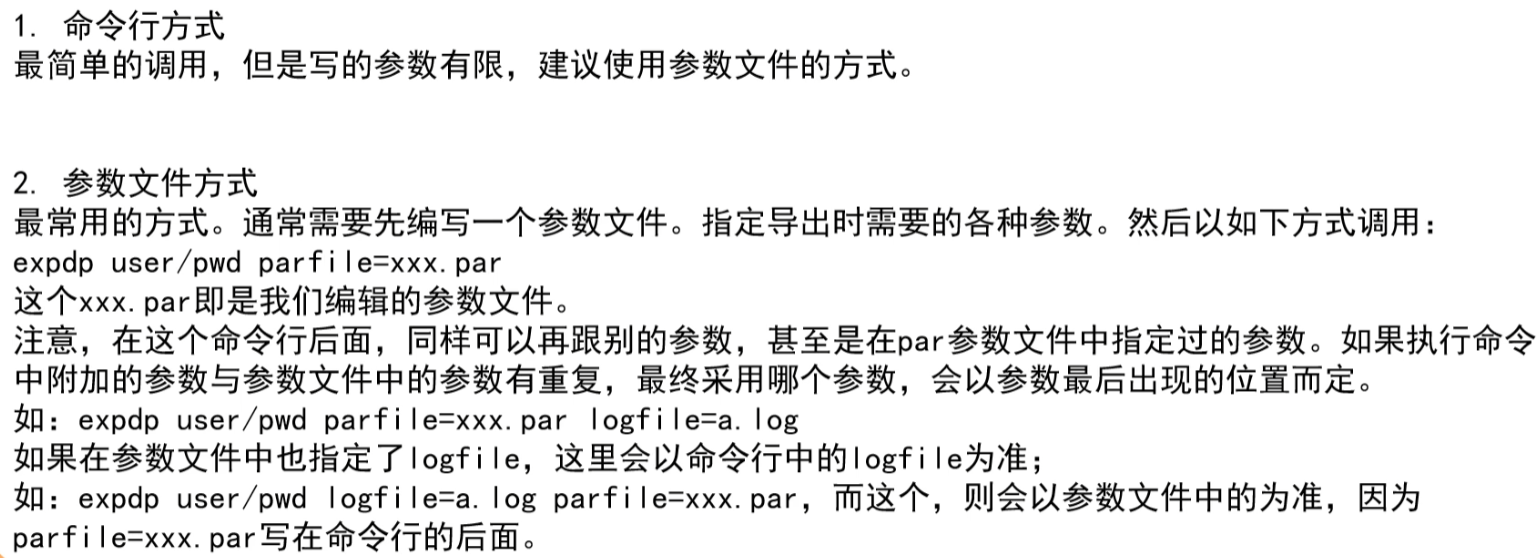 1. 命令行方式
最简单的调用，但是写的参数有限，建议使用参数文件的方式。
2. 参数文件方式
最常用的方式。通常需要先编写一个参数文件。指定导出时需要的各种参数。然后以如下方式调用：
expdp user/pwd parfile=xxx.par
这个xxx.par即是我们编辑的参数文件。
注意，在这个命令行后面，同样可以再跟别的参数，甚至是在par参数文件中指定过的参数。如果执行命令
中附加的参数与参数文件中的参数有重复，最终采用哪个参数，会以参数最后出现的位置而定。
如：expdp user/pwd parfile=xxx.par logfile=a.log
如果在参数文件中也指定了logfile，这里会以命令行中的logfile为准；
如：expdp user/pwd logfile=a.log parfile=xxx.par，而这个，则会以参数文件中的为准，因为
parfile=xxx.par写在命令行的后面。